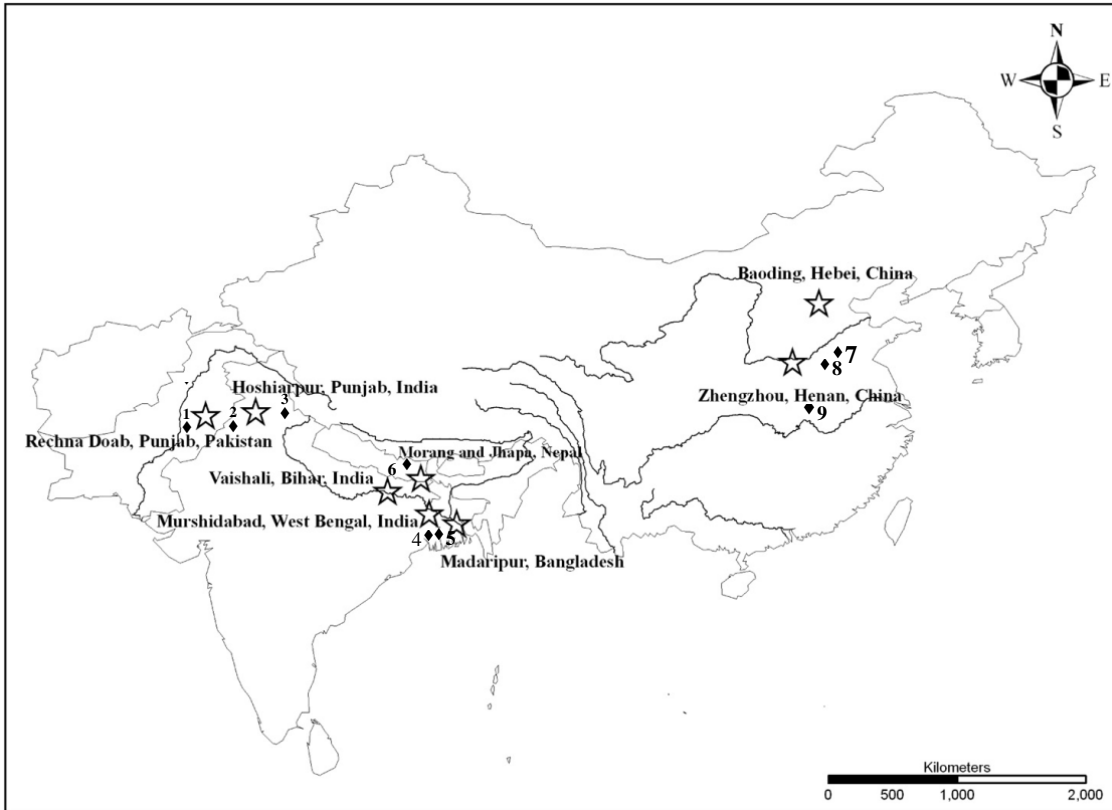 N
W E
S
Baoding, Hebei, China
7
8
Zhengzhou, Henan, China
9
Hoshiarpur, Punjab, India
1 2 3
Rechna Doab, Punjab, Pakistan
Morang and Jhapa, Nepal
6
Vaishali, Bihar, India
Murshidabad, West Bengal, India
4 5
Madaripur, Bangladesh
Kilometers
0 500 1,000 2,000